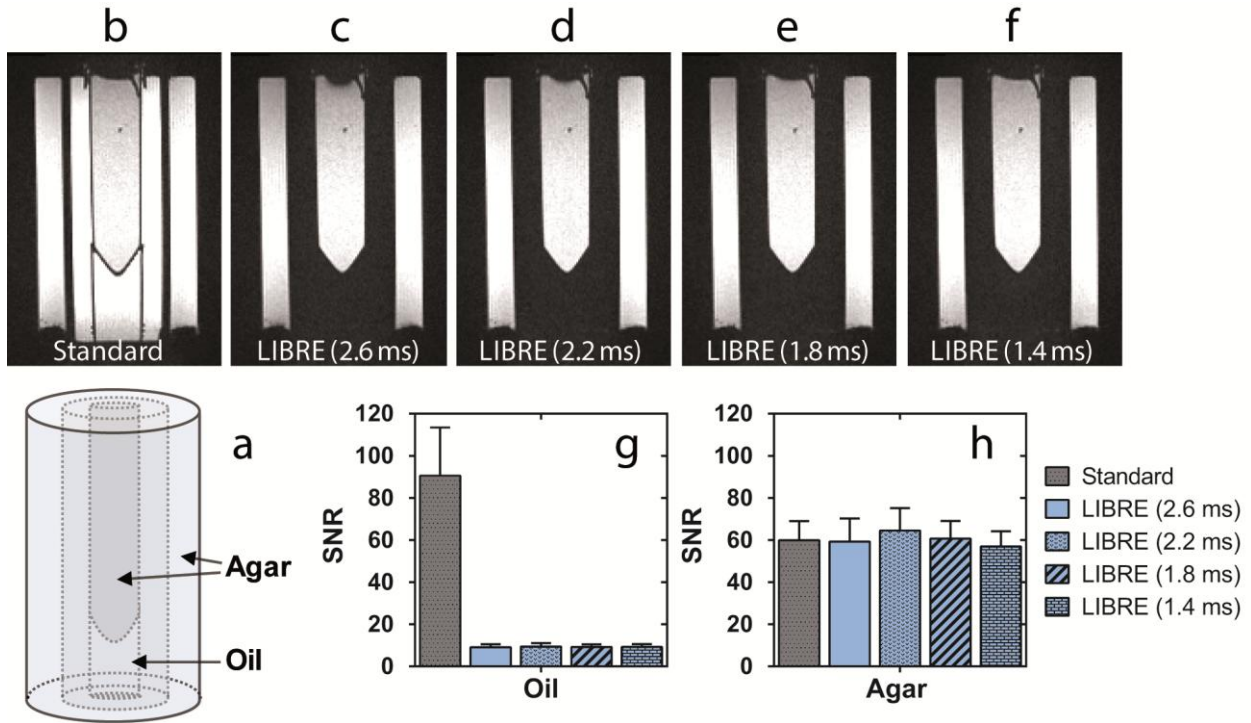 b
c
d
e
f
Standard
LIBRE (2.6 ms)
LIBRE (2.2 ms)
LIBRE (1.8 ms)
LIBRE (1.4 ms)
a
Agar
Oil
g
SNR
120
100
80
60
40
20
0
Oil
h
SNR
120
100
80
60
40
20
0
Agar
Standard
LIBRE (2.6 ms)
LIBRE (2.2 ms)
LIBRE (1.8 ms)
LIBRE (1.4 ms)